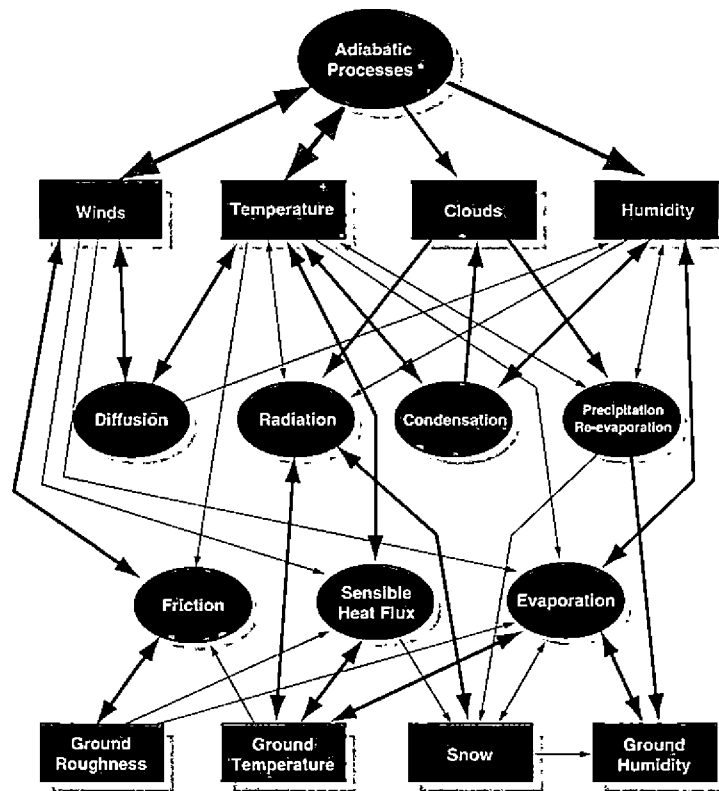 Adiabatic
Processes
Winds
Temperature
Clouds
Humidity
Diffusion
Radiation
Condensation
Precipitation
Re-evaporation
Friction
Sensible
Heat Flux
Evaporation
Ground
Roughness
Ground
Temperature
Snow
Ground
Humidity